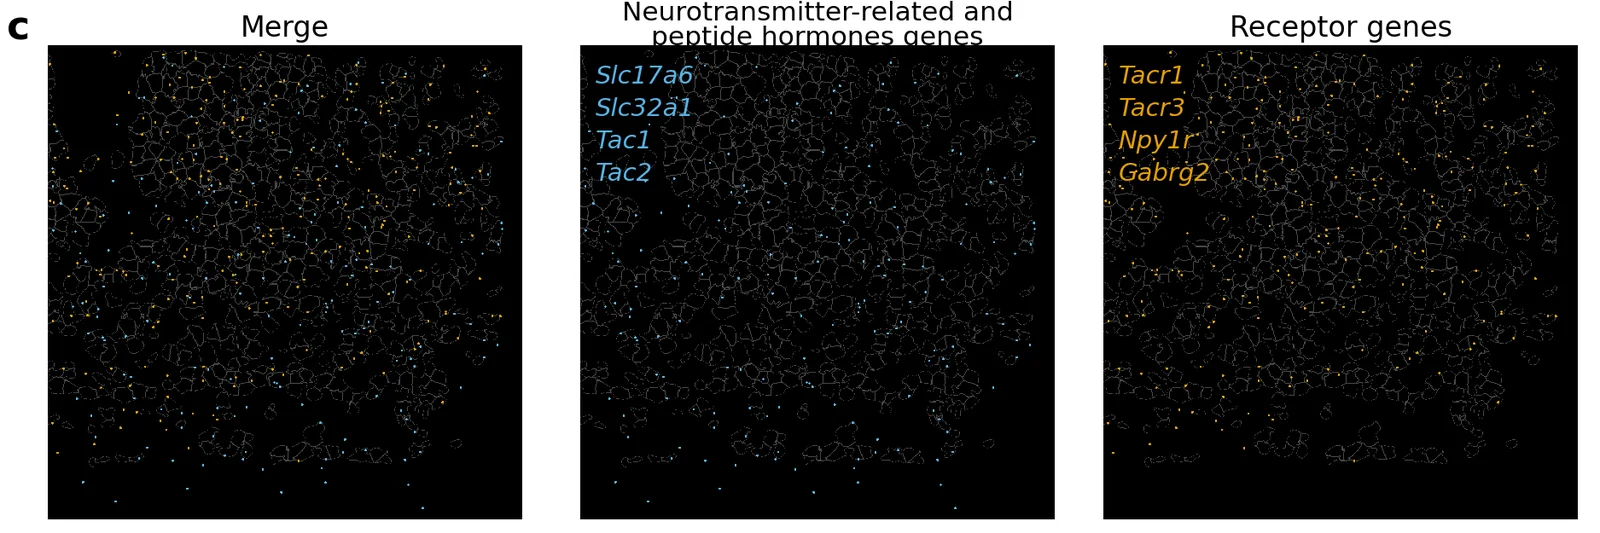 c
Merge
Neurotransmitter-related and
peptide hormones genes
Receptor genes
Slc17a6
Slc32a1
Tac1
Tac2
Tacr1
Tacr3
Npy1r
Gabrg2